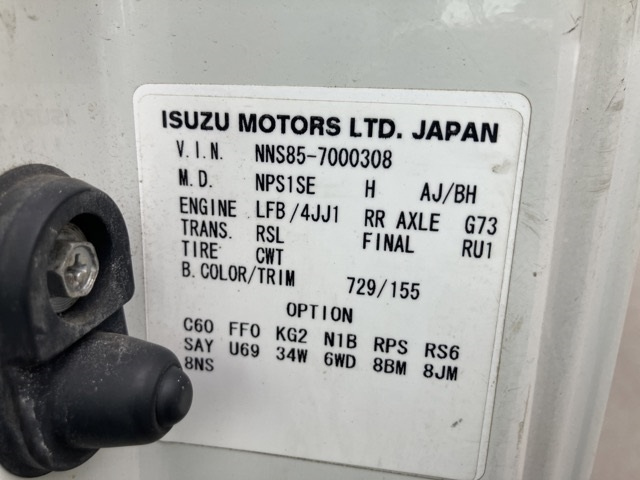 ISUZU MOTORS LTD. JAPAN
V.I.N. NNS85-7000308
M.D. NPS1SE H AJ/BH
ENGINE LFB/4JJ1 RR AXLE G73
TRANS. RSL FINAL RU1
TIRE CWT
B.COLOR/TRIM 729/155
OPTION
C60 FF0 KG2 N1B RPS RS6
SAY U69 34W 6WD 8BM 8JM
8NS